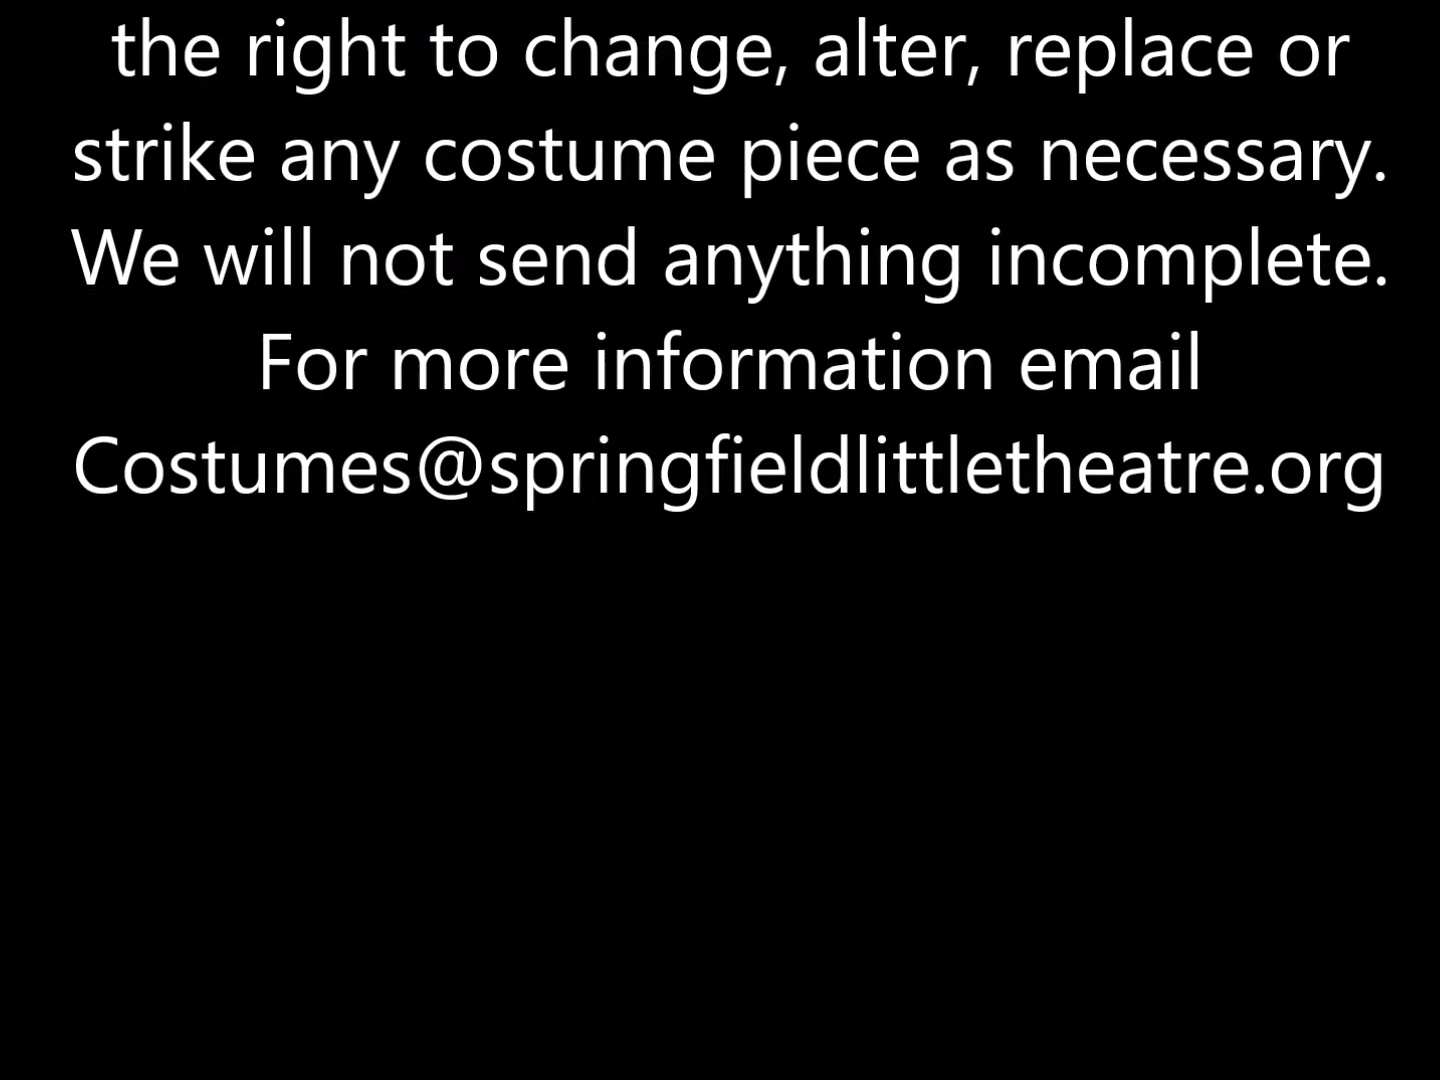 the right to change, alter, replace or
strike any costume piece as necessary.
We will not send anything incomplete.
For more information email
Costumes@springfieldlittletheatre.org